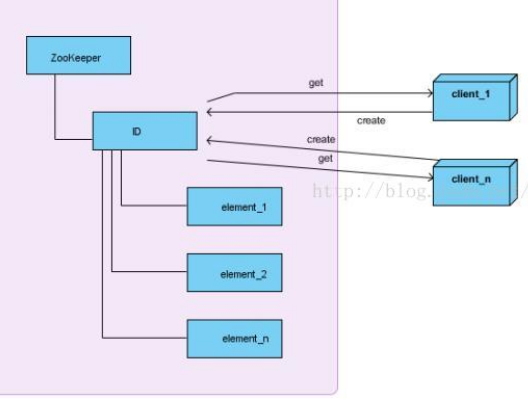 ZooKeeper
get
client_1
create
ID
create
get
client_n
http://blog.
element_1
element_2
element_n